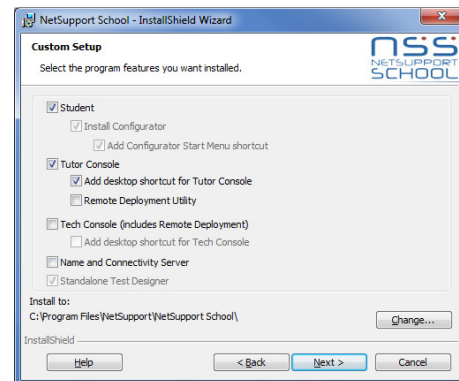 NetSupport School - InstallShield Wizard
Custom Setup
Select the program features you want installed.
nss
NETSUPPORT
SCHOOL
Student
Install Configurator
Add Configurator Start Menu shortcut
Tutor Console
Add desktop shortcut for Tutor Console
Remote Deployment Utility
Tech Console (includes Remote Deployment)
Add desktop shortcut for Tech Console
Name and Connectivity Server
Standalone Test Designer
Install to:
C:\Program Files\NetSupport\NetSupport School\
Change...
InstallShield
Help < Back Next > Cancel